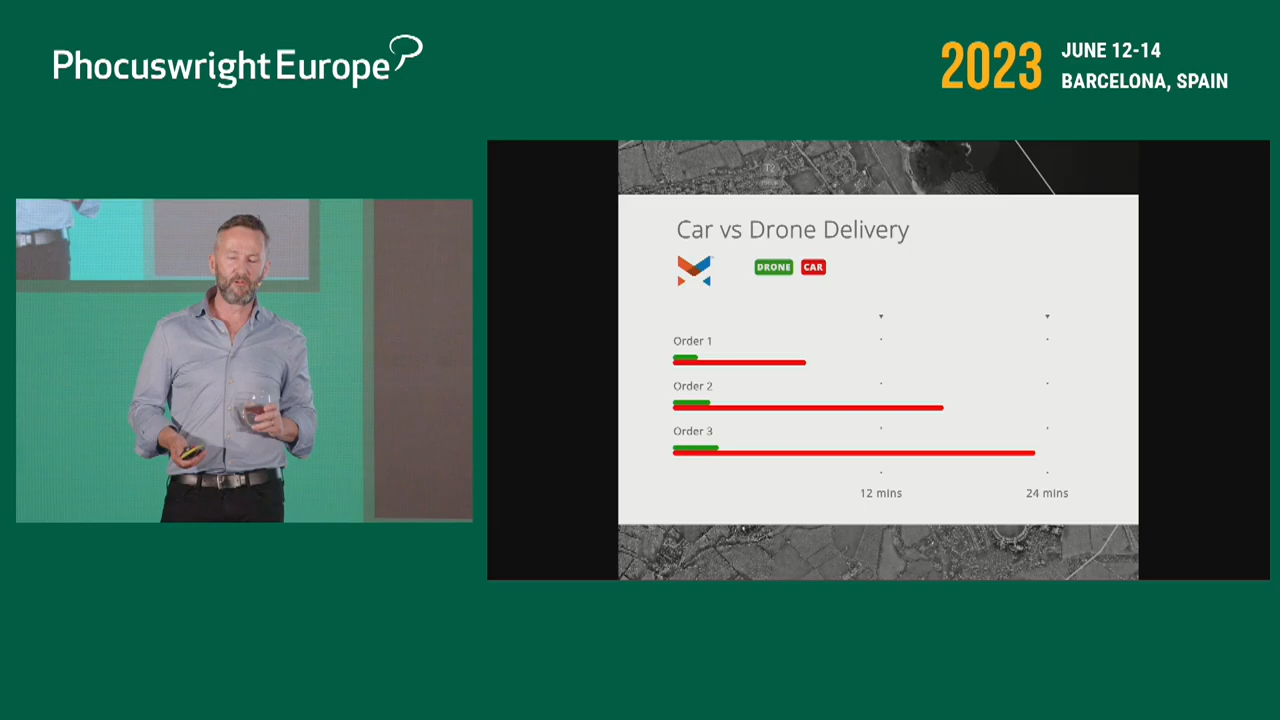 Phocuswright Europe
2023
JUNE 12-14
BARCELONA, SPAIN
T2
Car vs Drone Delivery
DRONE CAR
Order 1
Order 2
Order 3
12 mins 24 mins